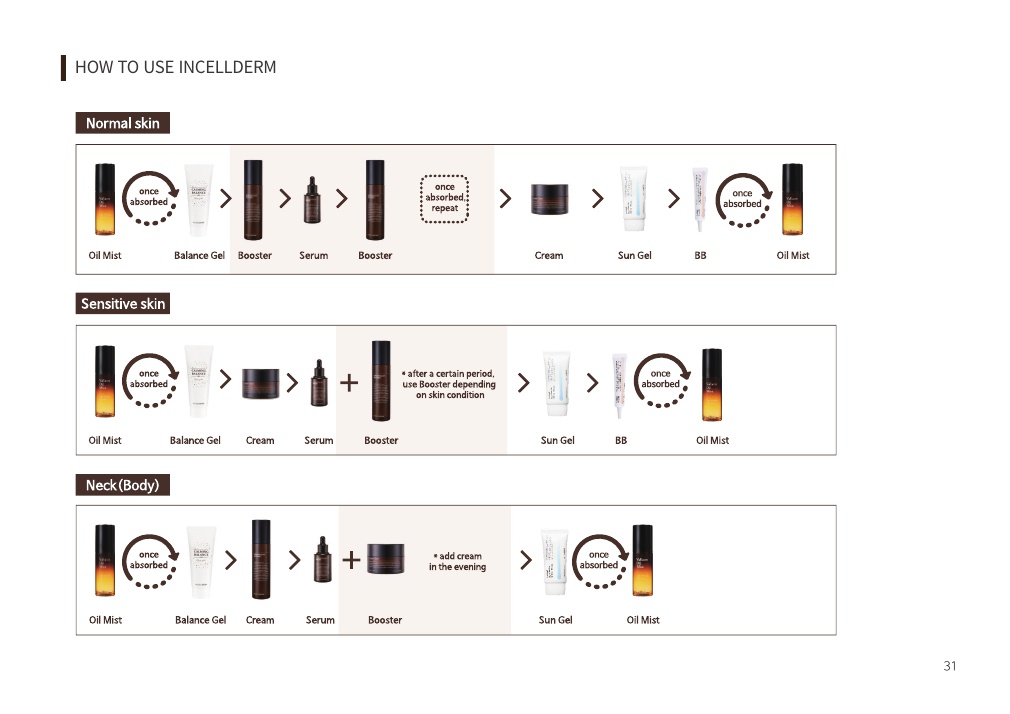 HOW TO USE INCELLDERM
Normal skin
once
absorbed
once
absorbed,
repeat
once
absorbed
Oil Mist
Balance Gel
Booster
Serum
Booster
Cream
Sun Gel
BB
Oil Mist
Sensitive skin
once
absorbed
* after a certain period,
use Booster depending
on skin condition
once
absorbed
Oil Mist
Balance Gel
Cream
Serum
Booster
Sun Gel
BB
Oil Mist
Neck(Body)
once
absorbed
* add cream
in the evening
once
absorbed
Oil Mist
Balance Gel
Cream
Serum
Booster
Sun Gel
Oil Mist
31